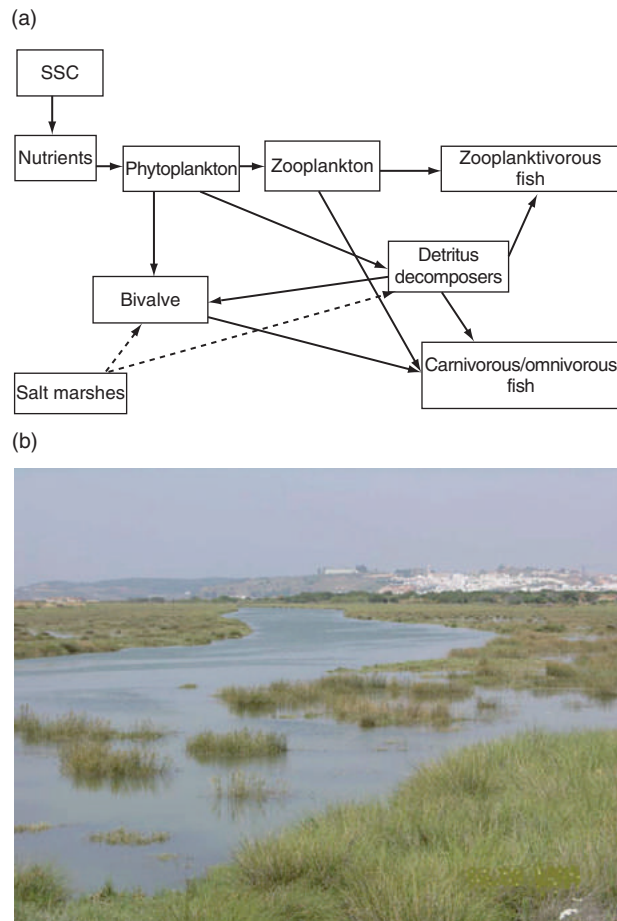 (a)
SSC
Nutrients
Phytoplankton
Zooplankton
Zooplanktivorous
fish
Detritus
decomposers
Bivalve
Carnivorous/omnivorous
fish
Salt marshes
(b)